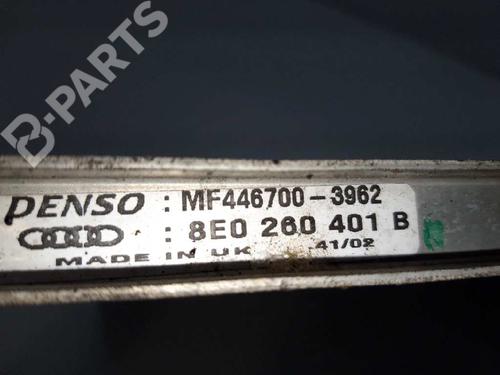 B-PARTS
DENSO : MF446700-3962
: 8E0 260 401 B
MADE IN UK 41/02